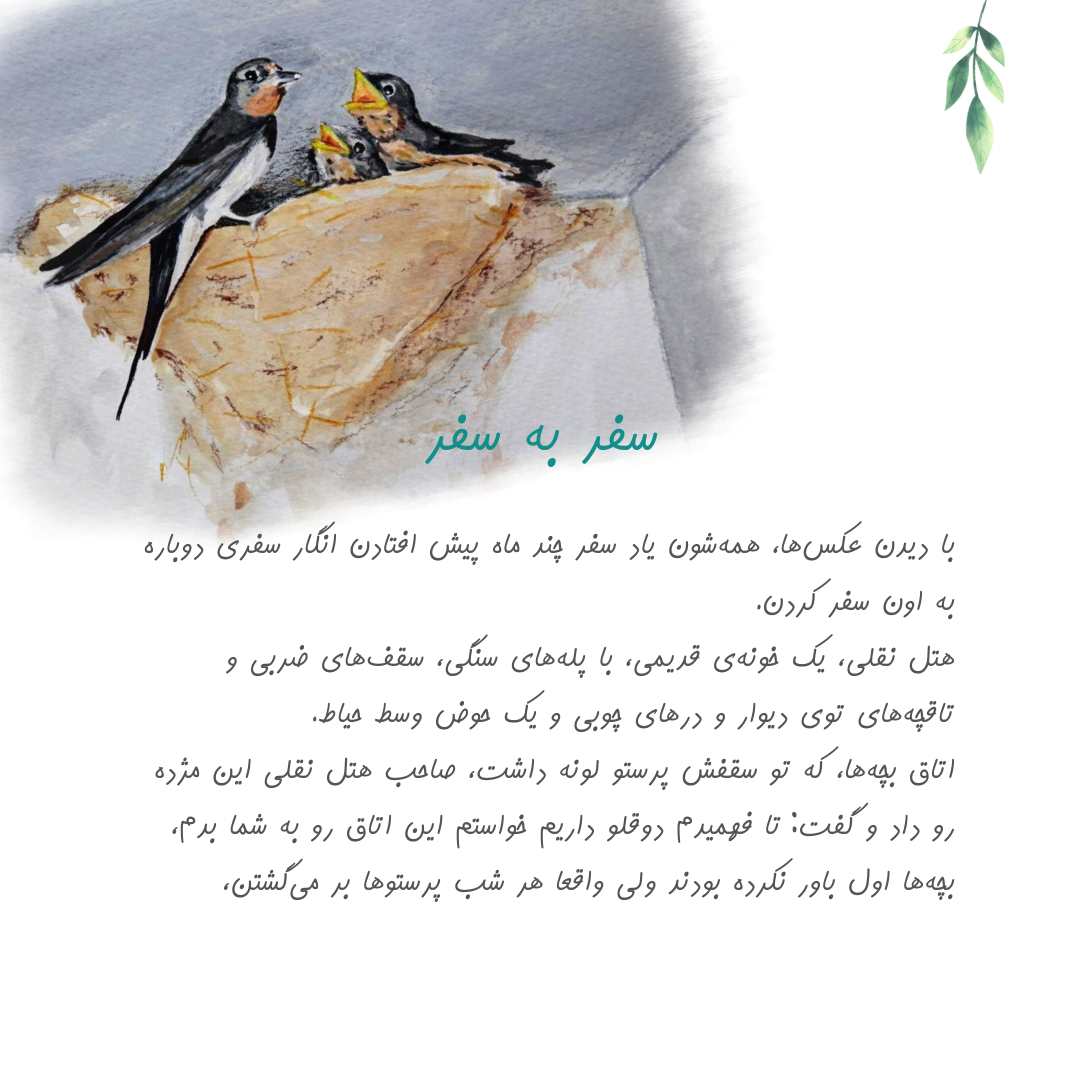 سفر به سفر
با دیدن عکس‌ها، همه‌شون یاد سفر چند ماه پیش افتادن انگار سفری دوباره
به اون سفر کردن.
هتل نقلی، یک خونه‌ی قدیمی، با پله‌های سنگی، سقف‌های ضربی و
تاقچه‌های توی دیوار و درهای چوبی و یک حوض وسط حیاط.
اتاق بچه‌ها، که تو سقفش پرستو لونه داشت، صاحب هتل نقلی این مژده
رو داد و گفت: تا فهمیدم دوقلو داریم خواستم این اتاق رو به شما بدم،
بچه‌ها اول باور نکرده بودند ولی واقعا هر شب پرستوها بر می‌گشتن،